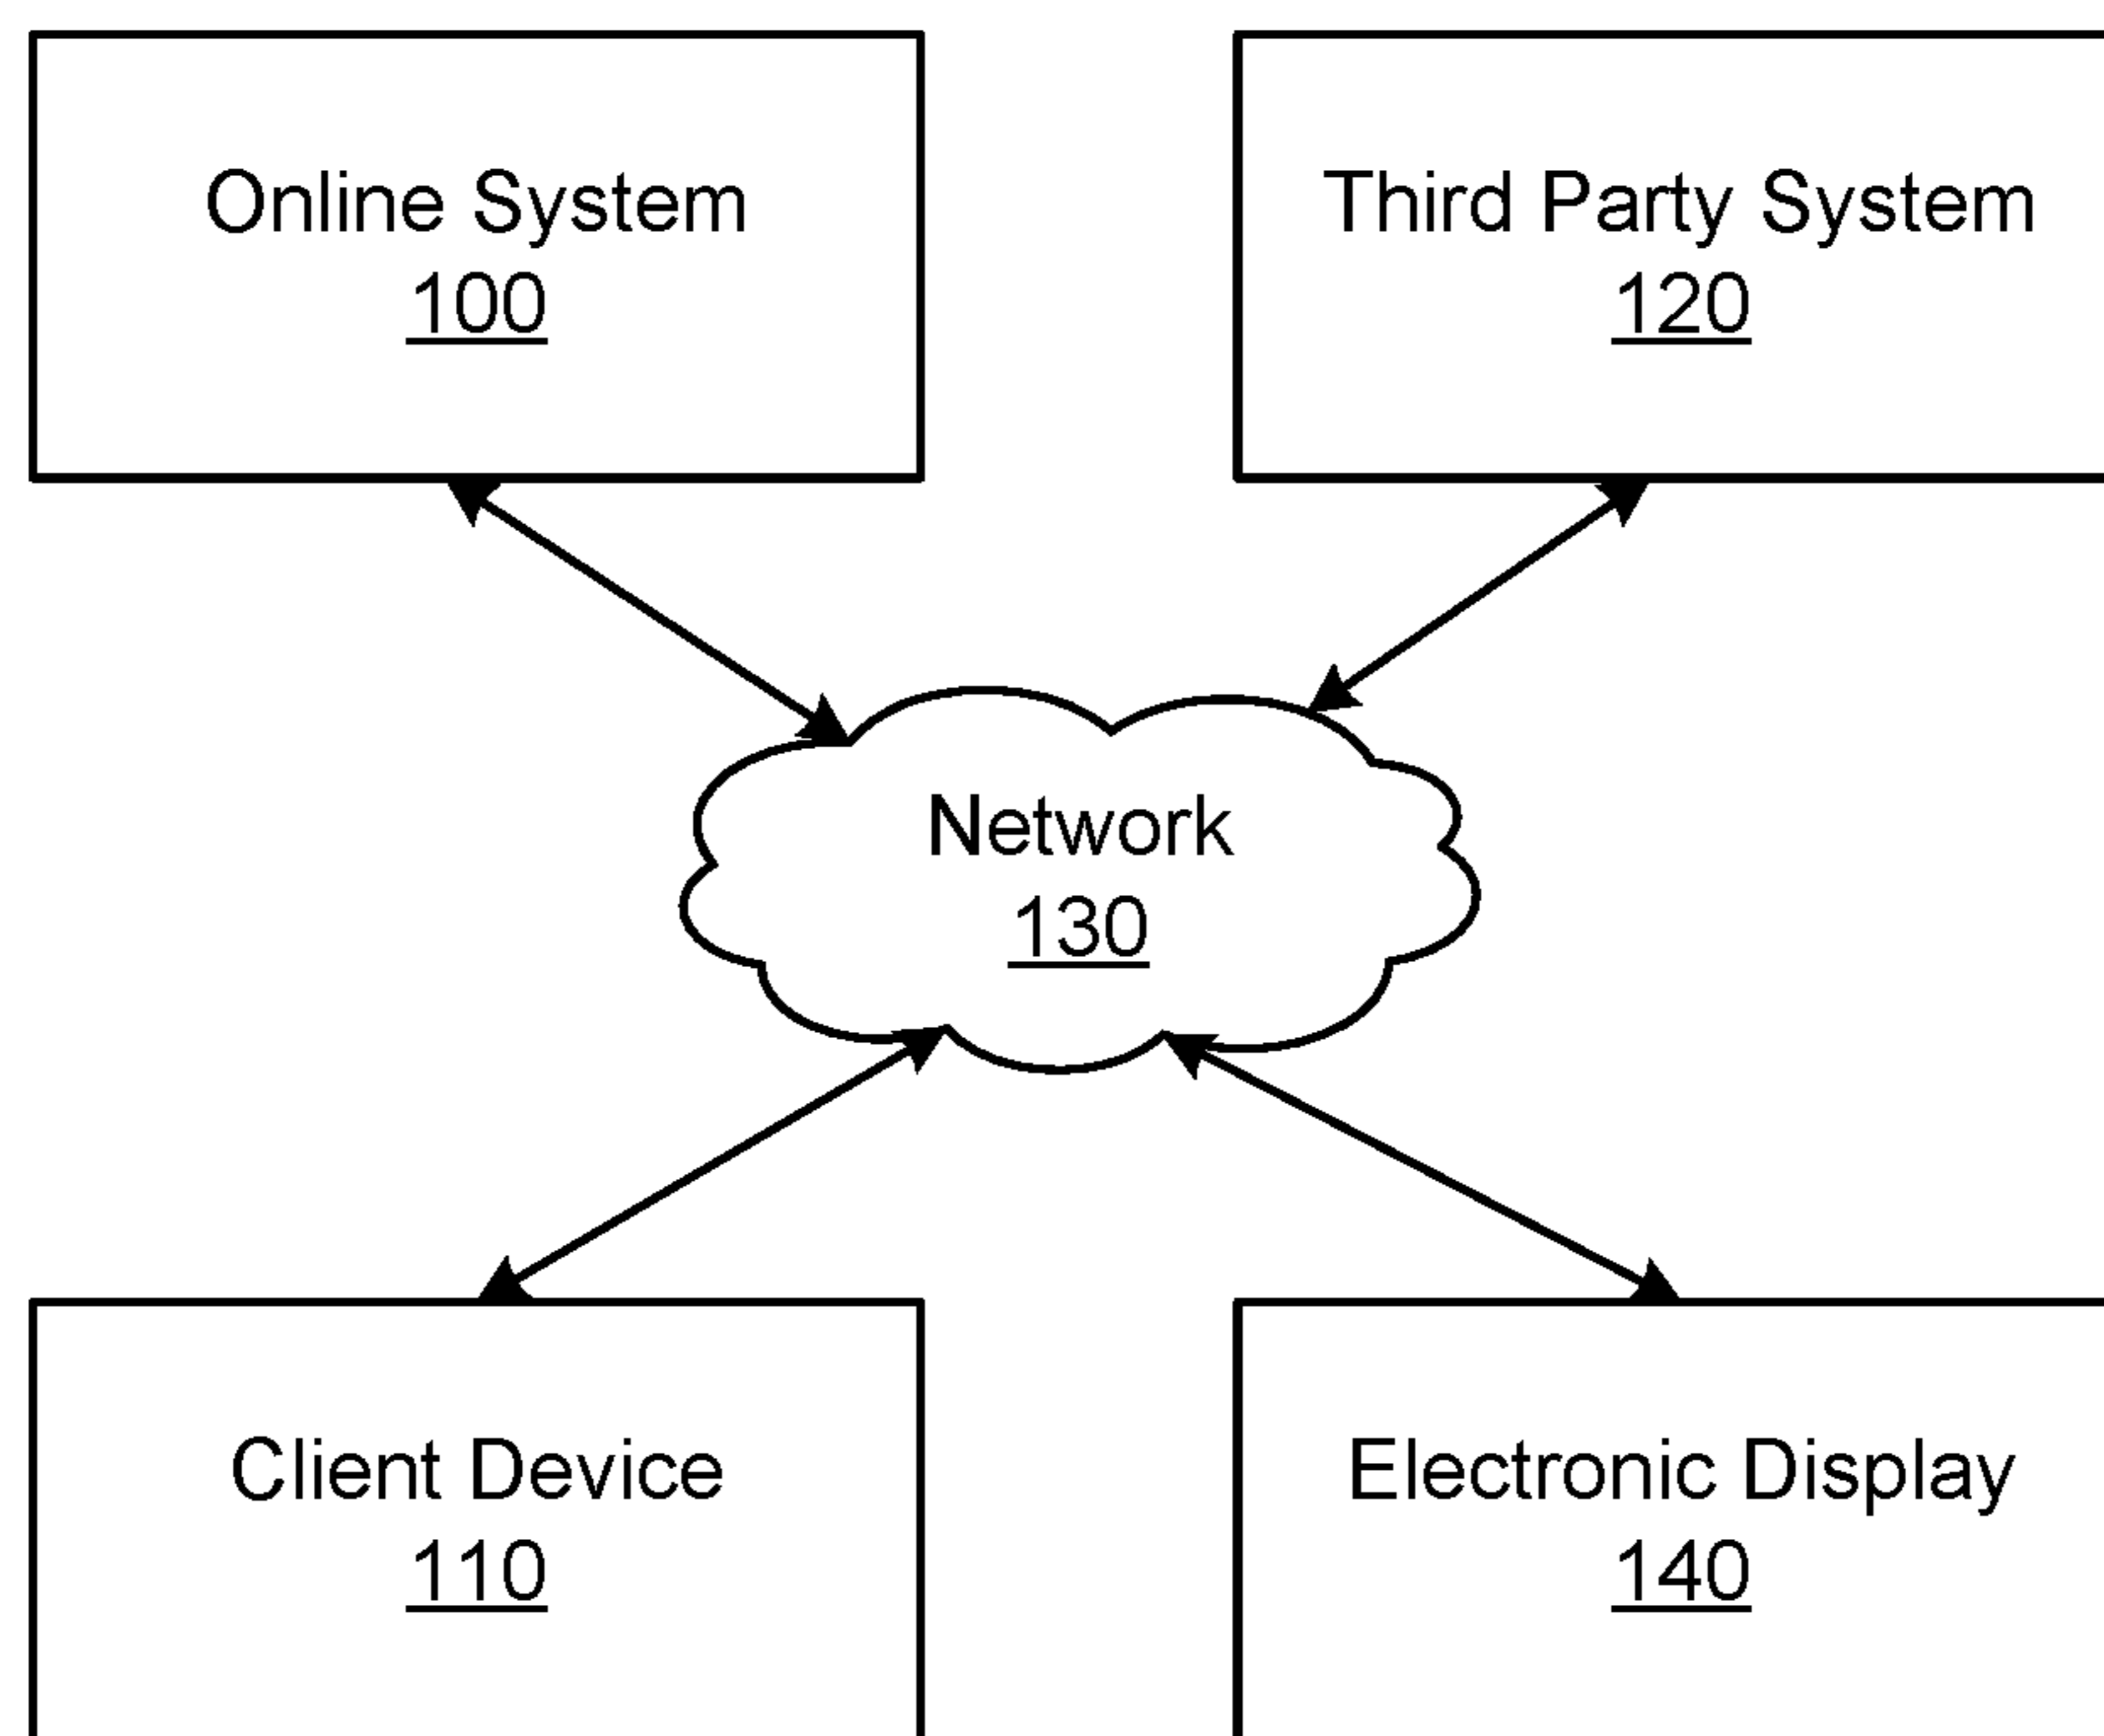 Online System
100
Third Party System
120
Network
130
Client Device
110
Electronic Display
140